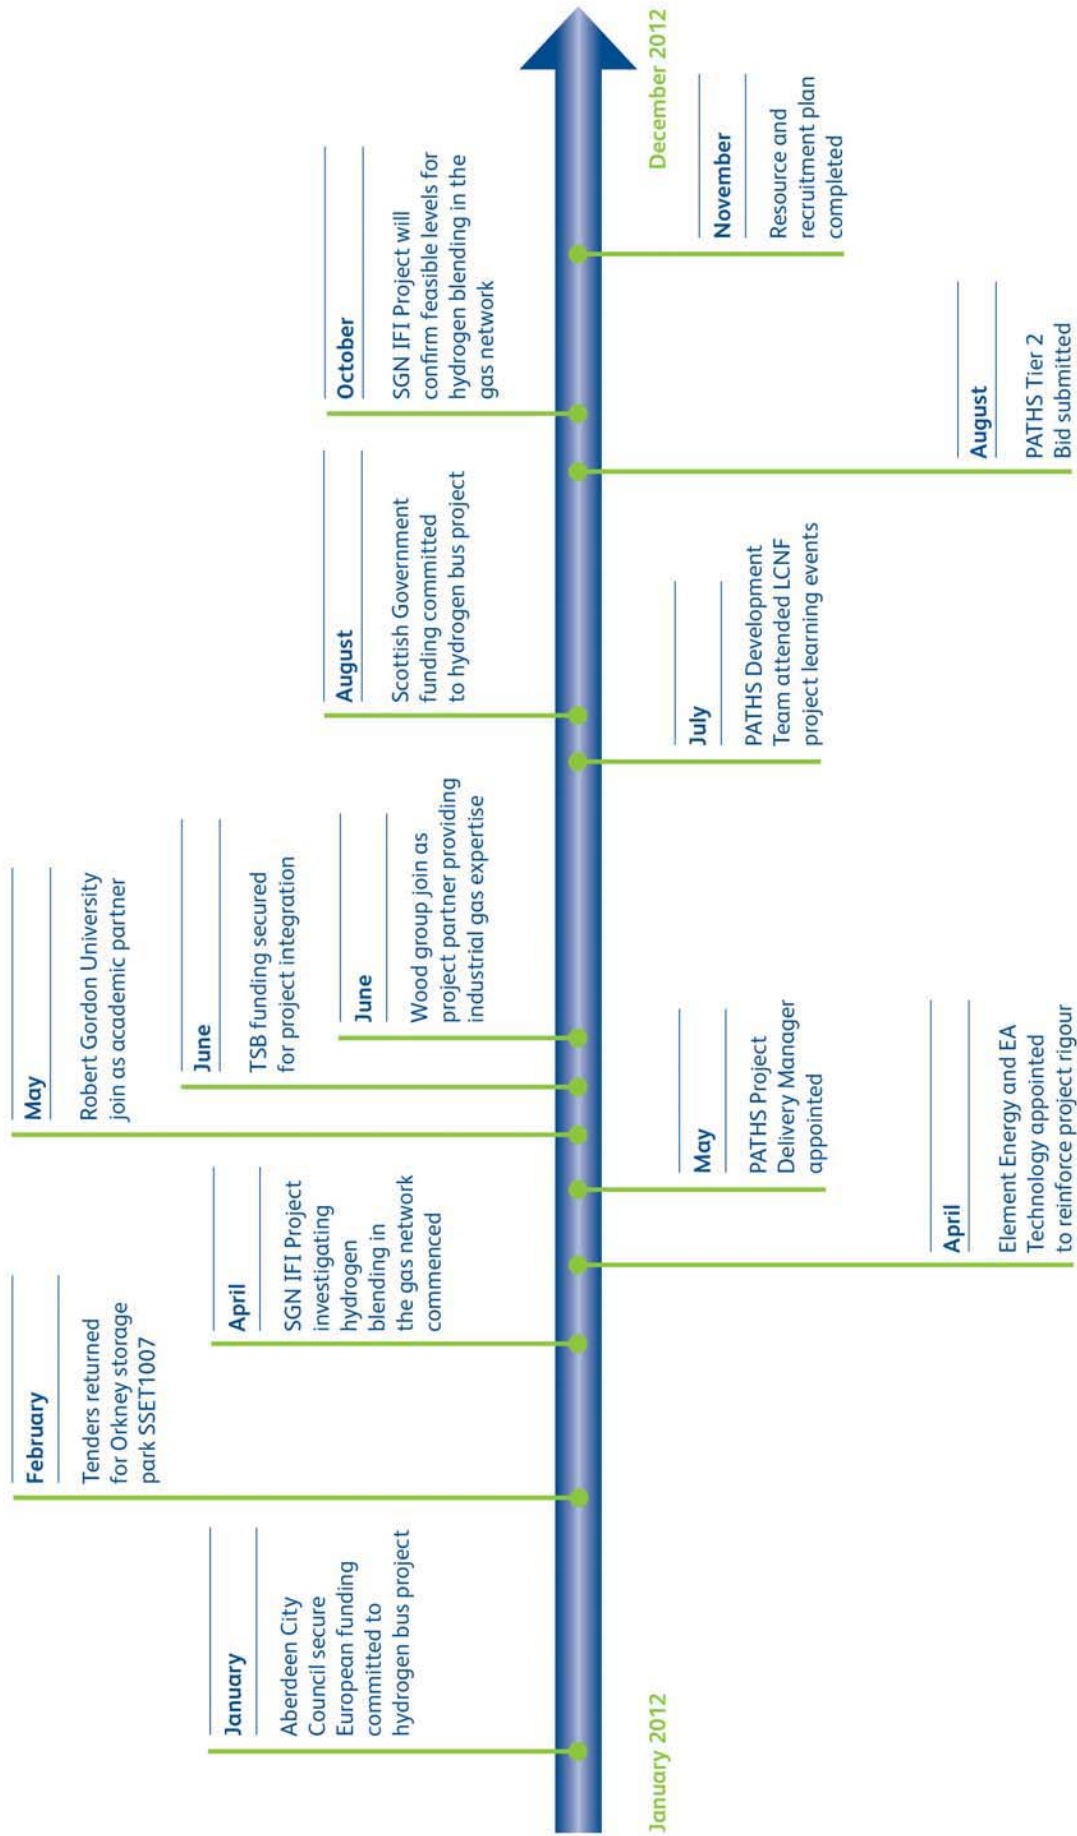 February
Tenders returned
for Orkney storage
park SSET1007
May
Robert Gordon University
join as academic partner
January
Aberdeen City
Council secure
European funding
committed to
hydrogen bus project
April
SGN IFI Project
investigating
hydrogen
blending in
the gas network
commenced
June
TSB funding secured
for project integration
June
Wood group join as
project partner providing
industrial gas expertise
August
Scottish Government
funding committed
to hydrogen bus project
October
SGN IFI Project will
confirm feasible levels for
hydrogen blending in the
gas network
January 2012
December 2012
May
PATHS Project
Delivery Manager
appointed
July
PATHS Development
Team attended LCNF
project learning events
November
Resource and
recruitment plan
completed
April
Element Energy and EA
Technology appointed
to reinforce project rigour
August
PATHS Tier 2
Bid submitted